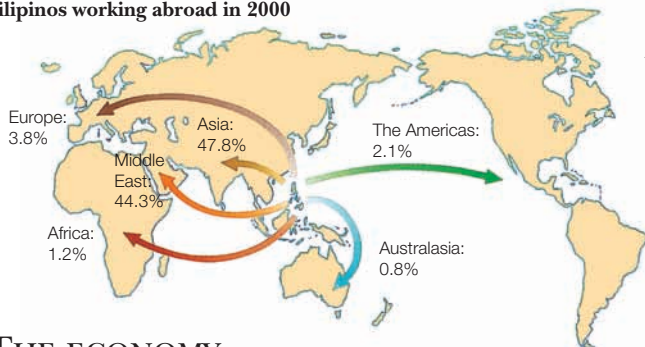 ilipinos working abroad in 2000
Europe:
3.8%
Asia:
47.8%
The Americas:
2.1%
Middle
East:
44.3%
Africa:
1.2%
Australasia:
0.8%
THE ECONOMY